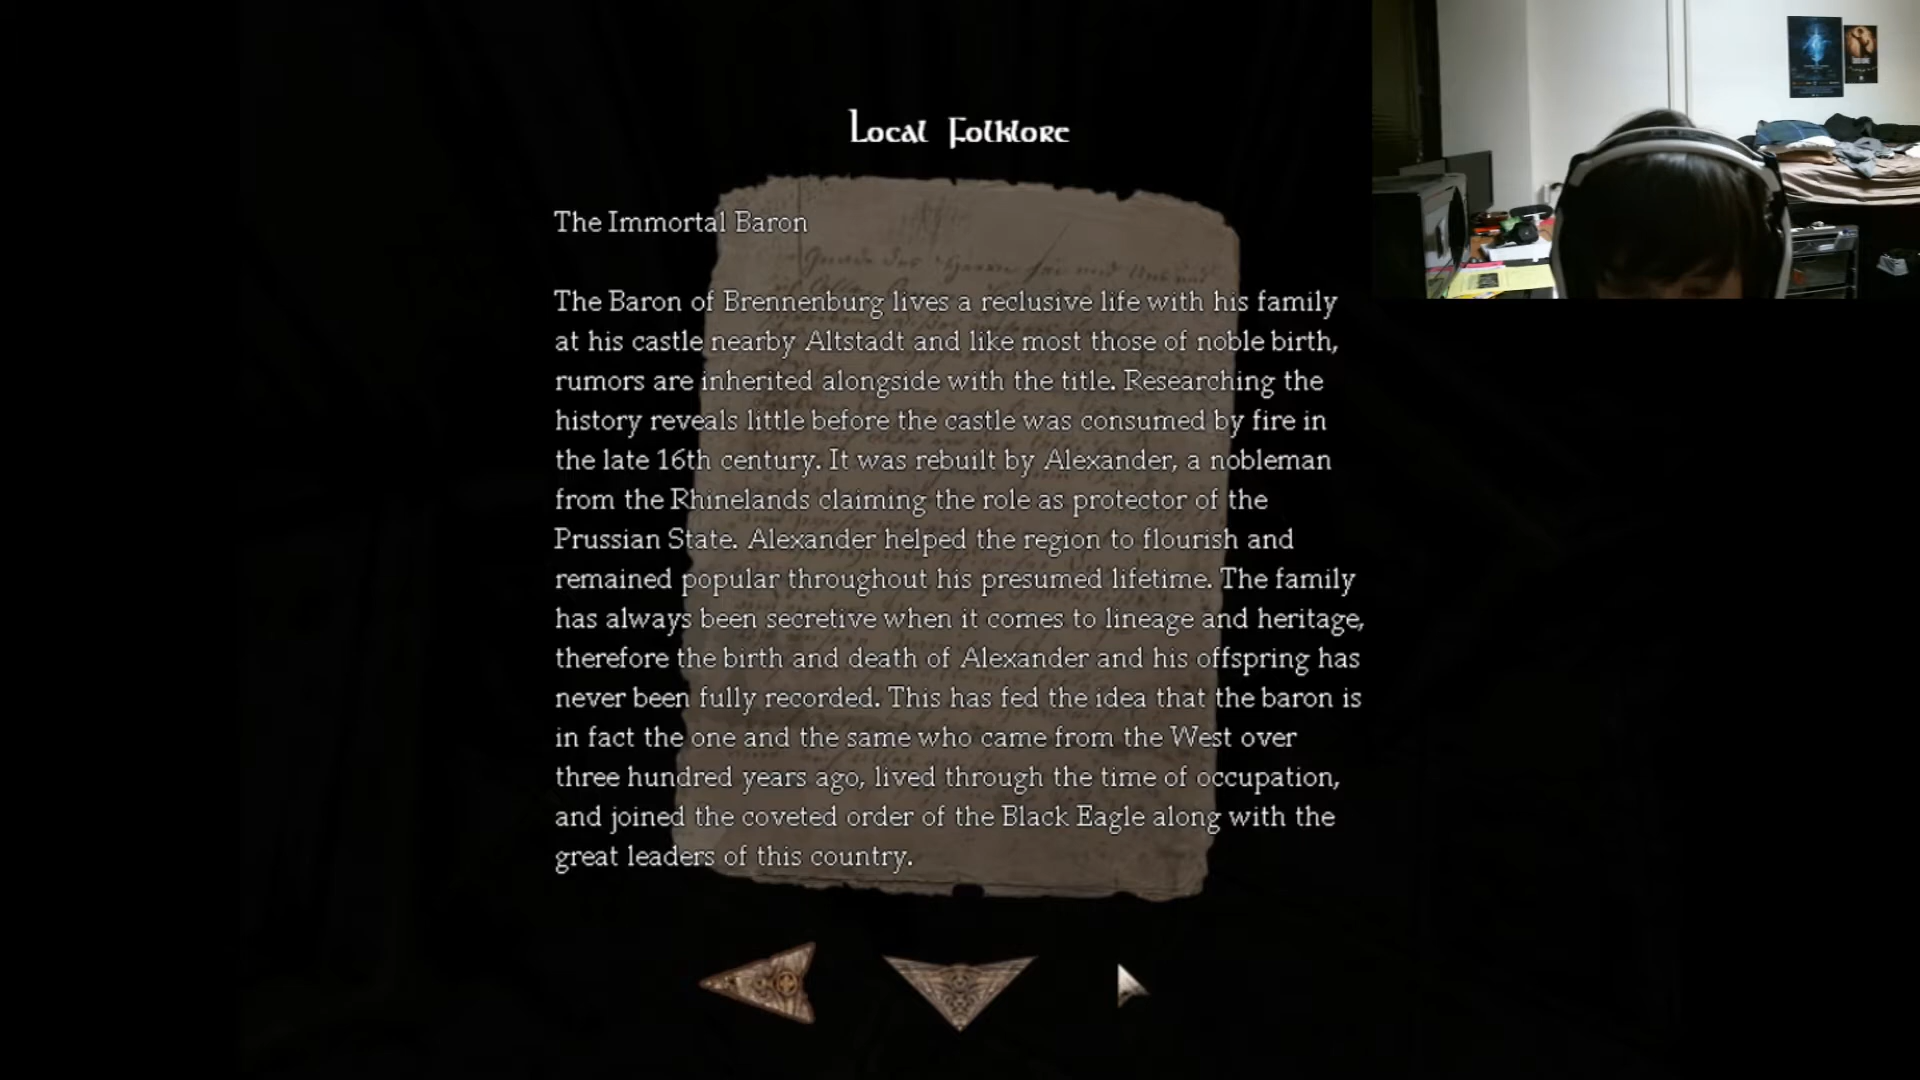 Local Folklore
The Immortal Baron
The Baron of Brennenburg lives a reclusive life with his family
at his castle nearby Altstadt and like most those of noble birth,
rumors are inherited alongside with the title. Researching the
history reveals little before the castle was consumed by fire in
the late 16th century. It was rebuilt by Alexander, a nobleman
from the Rhinelands claiming the role as protector of the
Prussian State. Alexander helped the region to flourish and
remained popular throughout his presumed lifetime. The family
has always been secretive when it comes to lineage and heritage,
therefore the birth and death of Alexander and his offspring has
never been fully recorded. This has fed the idea that the baron is
in fact the one and the same who came from the West over
three hundred years ago, lived through the time of occupation,
and joined the coveted order of the Black Eagle along with the
great leaders of this country.